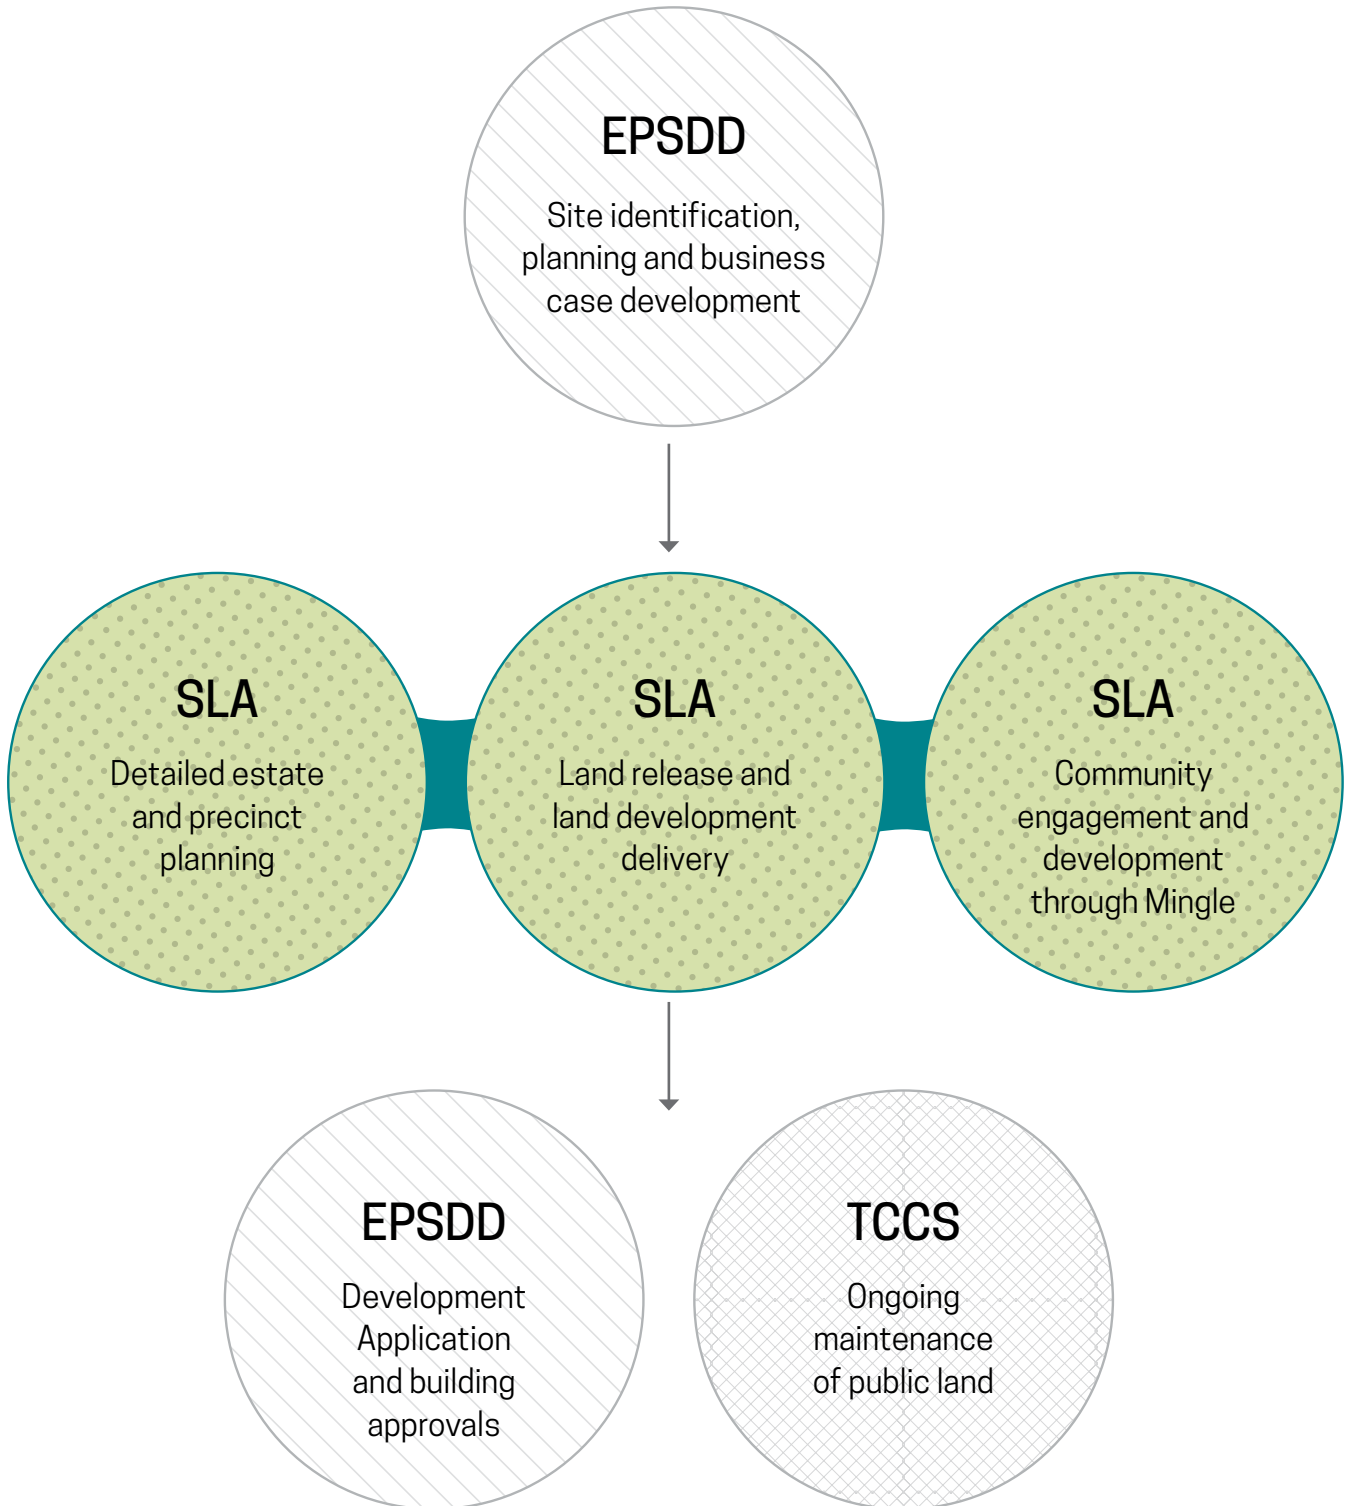 EPSDD
Site identification,
planning and business
case development
SLA
Detailed estate
and precinct
planning
SLA
Land release and
land development
delivery
SLA
Community
engagement and
development
through Mingle
EPSDD
Development
Application
and building
approvals
TCCS
Ongoing
maintenance
of public land